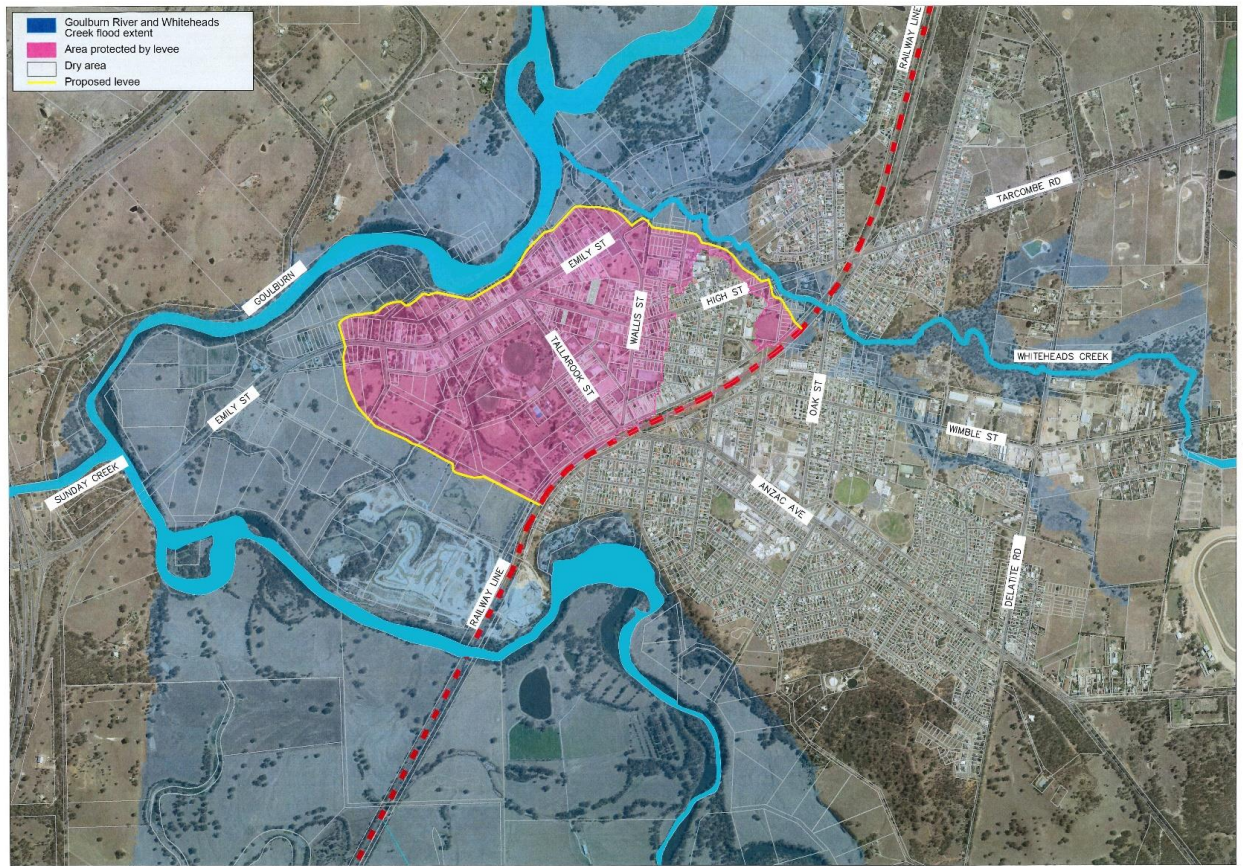 Goulburn River and Whiteheads
Creek flood extent
Area protected by levee
Dry area
Proposed levee
RAILWAY LINE
TARCOMBE RD
EMILY ST
GOULBURN
WALLIS ST
HIGH ST
TALLAROOK ST
WHITEHEADS CREEK
EMILY ST
OAK ST
WIMBLE ST
SUNDAY CREEK
ANZAC AVE
DELATITE RD
RAILWAY LINE